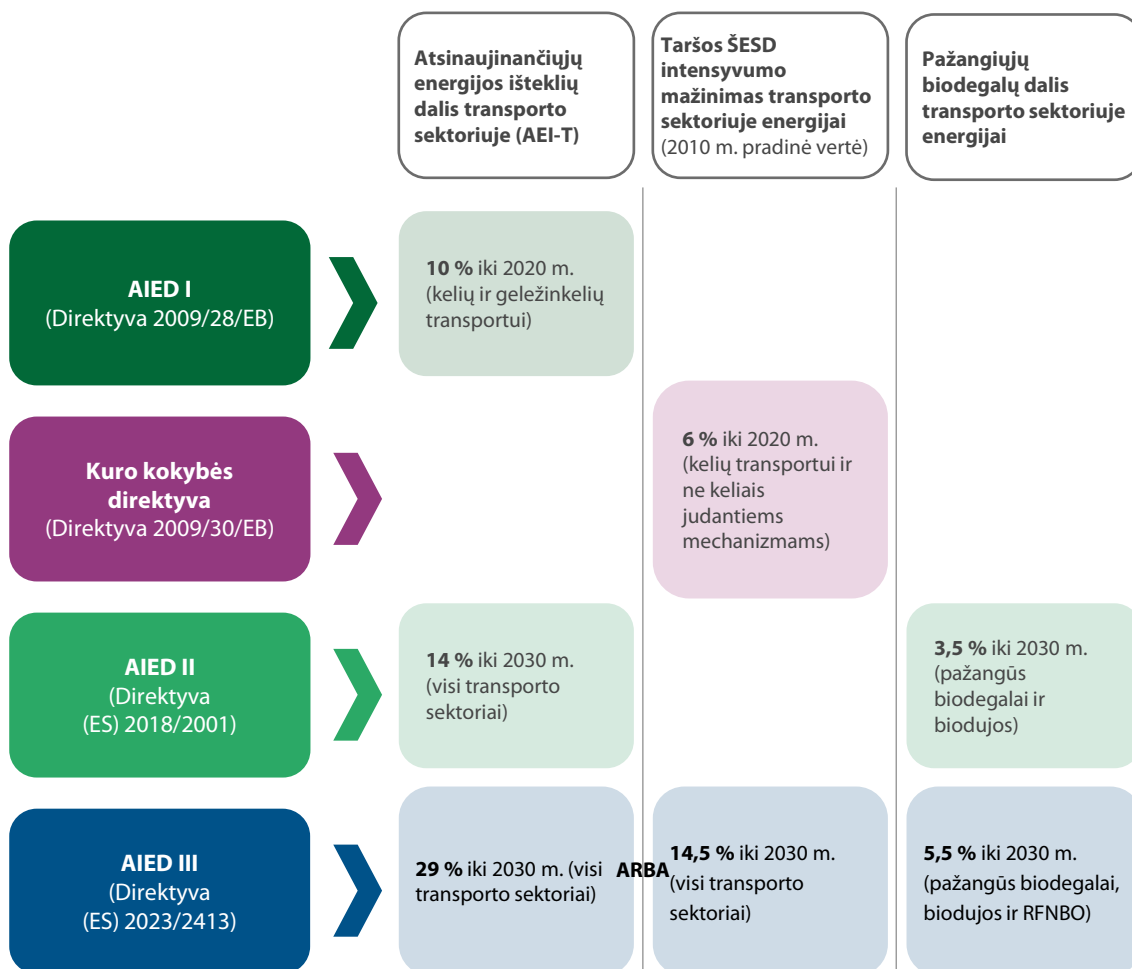 Atsinaujinančiųjų
energijos išteklių
dalis transporto
sektoriuje (AEI-T)
Taršos ŠESD
intensyvumo
mažinimas transporto
sektoriuje energijai
(2010 m. pradinė vertė)
Pažangiųjų
biodegalų dalis
transporto sektoriuje
energijai
AIED I
(Direktyva 2009/28/EB)
10 % iki 2020 m.
(kelių ir geležinkelių
transportui)
Kuro kokybės
direktyva
(Direktyva 2009/30/EB)
6 % iki 2020 m.
(kelių transportui ir
ne keliais
judantiems
mechanizmams)
AIED II
(Direktyva
(ES) 2018/2001)
14 % iki 2030 m.
(visi transporto
sektoriai)
3,5 % iki 2030 m.
(pažangūs
biodegalai ir
biodujos)
AIED III
(Direktyva
(ES) 2023/2413)
29 % iki 2030 m. (visi
transporto sektoriai)
ARBA
14,5 % iki 2030 m.
(visi transporto
sektoriai)
5,5 % iki 2030 m.
(pažangūs biodegalai,
biodujos ir RFNBO)